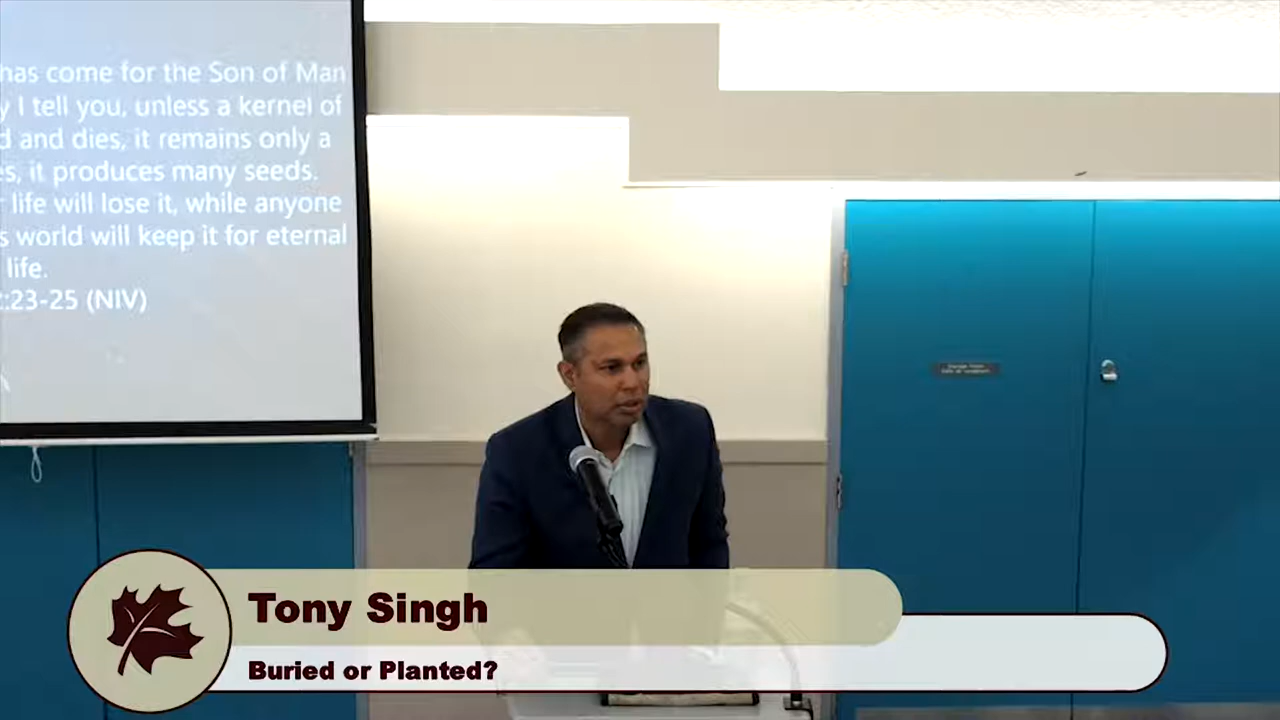 has come for the Son of Man
I tell you, unless a kernel of
and dies, it remains only a
it produces many seeds.
life will lose it, while anyone
world will keep it for eternal
life.
:23-25 (NIV)
Tony Singh
Buried or Planted?